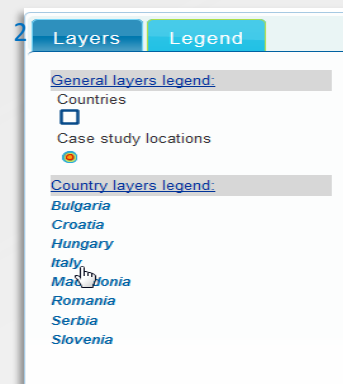 2
Layers Legend
General layers legend:
Countries
Case study locations
Country layers legend:
Bulgaria
Croatia
Hungary
Italy
Romania
Serbia
Slovenia